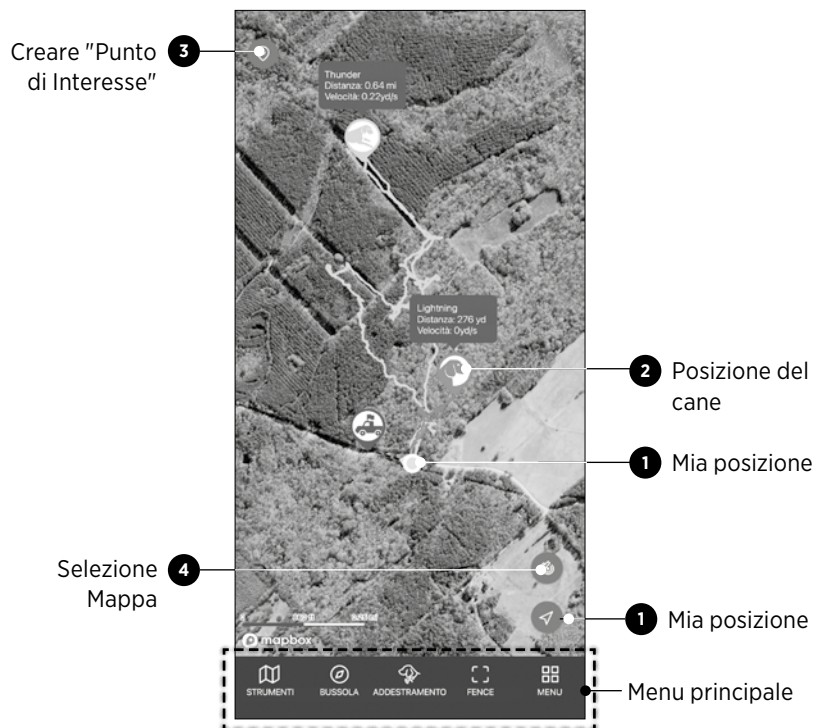 Creare "Punto
di Interesse"
3
Thunder
Distanza: 0.64 mi
Velocità: 0.22yd/s
Lightning
Distanza: 276 yd
Velocità: 0yd/s
2 Posizione del
cane
1 Mia posizione
Selezione
Mappa
4
1 Mia posizione
mapbox
STRUMENTI
BUSSOLA
ADDESTRAMENTO
FENCE
MENU
Menu principale